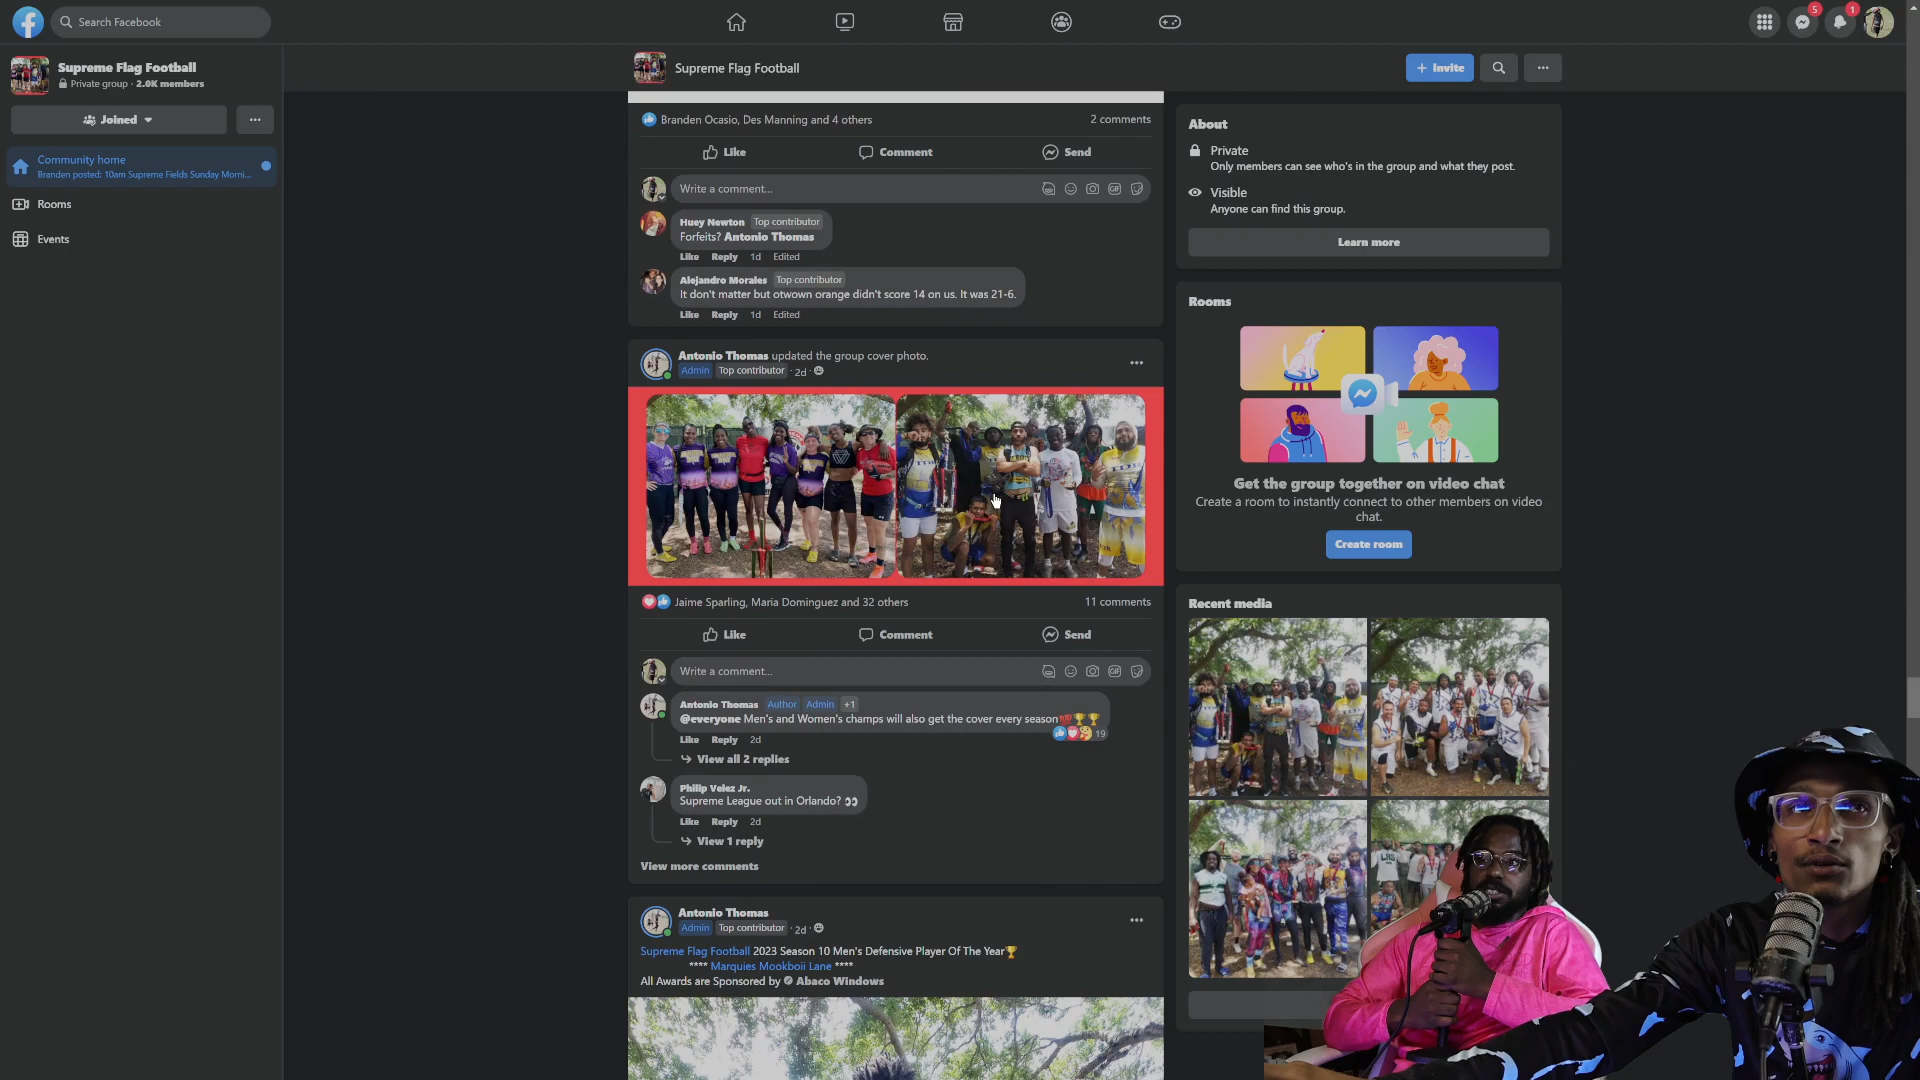 Search Facebook
5
1
Supreme Flag Football
Private group · 2.0K members
Joined
Community home
Branden posted: 10am Supreme Fields Sunday Morni...
Rooms
Events
Supreme Flag Football
+ Invite
Branden Ocasio, Des Manning and 4 others
2 comments
Like
Comment
Send
Write a comment...
GIF
Huey Newton Top contributor
Forfeits? Antonio Thomas
Like Reply 1d Edited
Alejandro Morales Top contributor
It don't matter but otwown orange didn't score 14 on us. It was 21-6.
Like Reply 1d Edited
Antonio Thomas updated the group cover photo.
Admin Top contributor · 2d ·
Jaime Sparling, Maria Dominguez and 32 others
11 comments
Like
Comment
Send
Write a comment...
GIF
Antonio Thomas Author Admin +1
@everyone Men's and Women's champs will also get the cover every season💯🏆🏆
19
Like Reply 2d
View all 2 replies
Philip Velez Jr.
Supreme League out in Orlando? 👀
Like Reply 2d
View 1 reply
View more comments
Antonio Thomas
Admin Top contributor · 2d ·
Supreme Flag Football 2023 Season 10 Men's Defensive Player Of The Year🏆
**** Marquies Mookboii Lane ****
All Awards are Sponsored by Abaco Windows
About
Private
Only members can see who's in the group and what they post.
Visible
Anyone can find this group.
Learn more
Rooms
Get the group together on video chat
Create a room to instantly connect to other members on video
chat.
Create room
Recent media